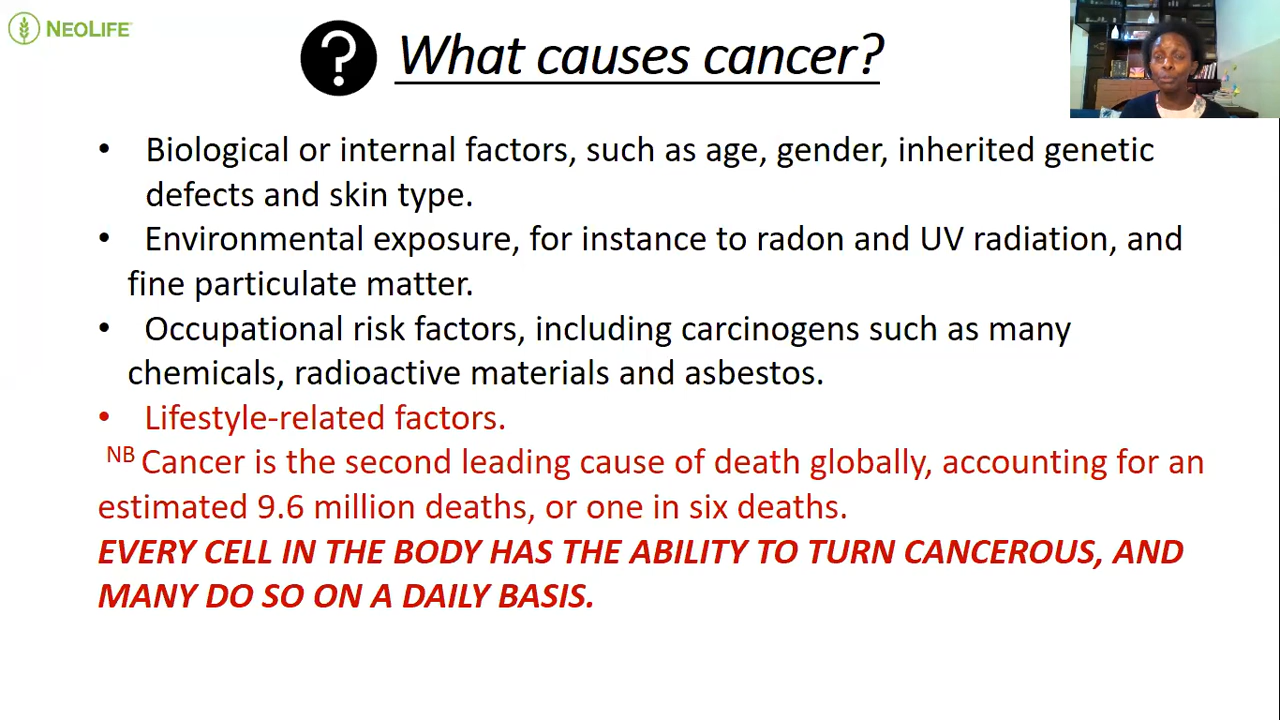 NEOLIFE
What causes cancer?
• Biological or internal factors, such as age, gender, inherited genetic
defects and skin type.
• Environmental exposure, for instance to radon and UV radiation, and
fine particulate matter.
• Occupational risk factors, including carcinogens such as many
chemicals, radioactive materials and asbestos.
• Lifestyle-related factors.
NB Cancer is the second leading cause of death globally, accounting for an
estimated 9.6 million deaths, or one in six deaths.
EVERY CELL IN THE BODY HAS THE ABILITY TO TURN CANCEROUS, AND
MANY DO SO ON A DAILY BASIS.